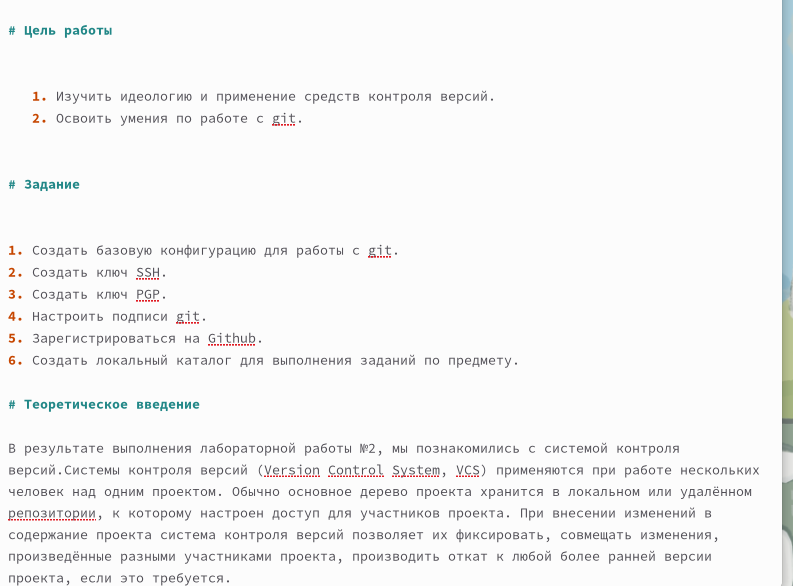 # Цель работы
1. Изучить идеологию и применение средств контроля версий.
2. Освоить умения по работе с git.
# Задание
1. Создать базовую конфигурацию для работы с git.
2. Создать ключ SSH.
3. Создать ключ PGP.
4. Настроить подписи git.
5. Зарегистрироваться на Github.
6. Создать локальный каталог для выполнения заданий по предмету.
# Теоретическое введение
В результате выполнения лабораторной работы №2, мы познакомились с системой контроля
версий.Системы контроля версий (Version Control System, VCS) применяются при работе нескольких
человек над одним проектом. Обычно основное дерево проекта хранится в локальном или удалённом
репозитории, к которому настроен доступ для участников проекта. При внесении изменений в
содержание проекта система контроля версий позволяет их фиксировать, совмещать изменения,
произведённые разными участниками проекта, производить откат к любой более ранней версии
проекта, если это требуется.